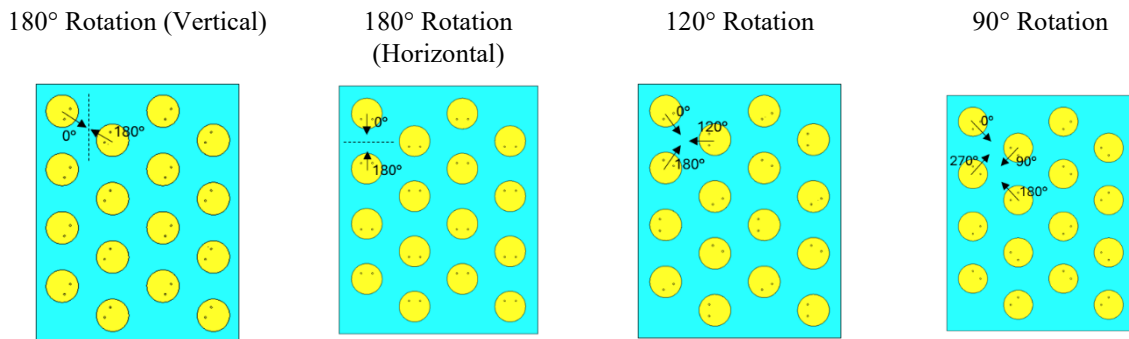 180° Rotation (Vertical)
180° Rotation
(Horizontal)
120° Rotation
90° Rotation
0°
180°
0°
180°
0°
120°
180°
0°
90°
270°
180°